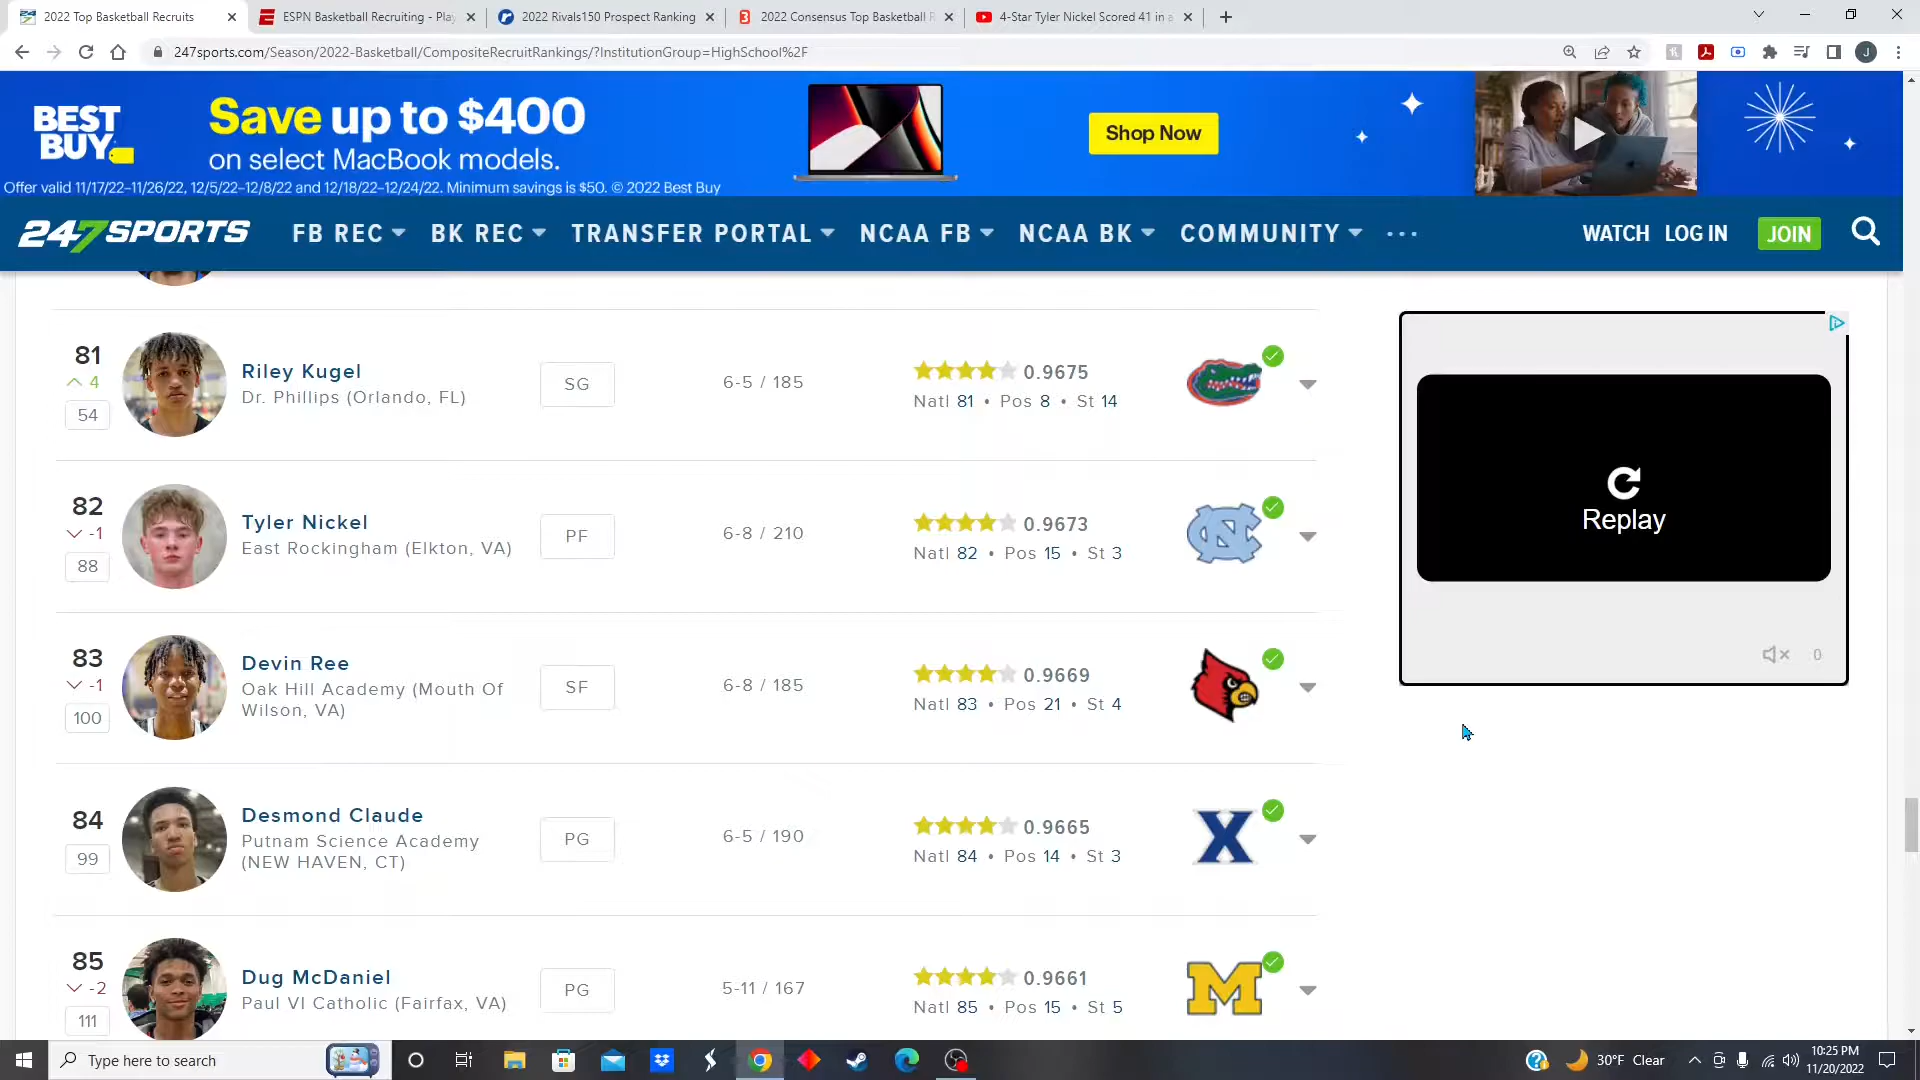 2022 Top Basketball Recruits
ESPN Basketball Recruiting - Play
2022 Rivals150 Prospect Ranking
2022 Consensus Top Basketball R
4-Star Tyler Nickel Scored 41 in a
247sports.com/Season/2022-Basketball/CompositeRecruitRankings/?InstitutionGroup=HighSchool%2F
J
BEST BUY
Save up to $400
on select MacBook models.
Shop Now
Offer valid 11/17/22–11/26/22, 12/5/22–12/8/22 and 12/18/22–12/24/22. Minimum savings is $50. © 2022 Best Buy
247SPORTS FB REC BK REC TRANSFER PORTAL NCAA FB NCAA BK COMMUNITY ••• WATCH LOG IN JOIN
81
4
54
Riley Kugel
Dr. Phillips (Orlando, FL)
SG
6-5 / 185
0.9675
Natl 81 • Pos 8 • St 14
82
-1
88
Tyler Nickel
East Rockingham (Elkton, VA)
PF
6-8 / 210
0.9673
Natl 82 • Pos 15 • St 3
NC
83
-1
100
Devin Ree
Oak Hill Academy (Mouth Of
Wilson, VA)
SF
6-8 / 185
0.9669
Natl 83 • Pos 21 • St 4
84
99
Desmond Claude
Putnam Science Academy
(NEW HAVEN, CT)
PG
6-5 / 190
0.9665
Natl 84 • Pos 14 • St 3
X
85
-2
111
Dug McDaniel
Paul VI Catholic (Fairfax, VA)
PG
5-11 / 167
0.9661
Natl 85 • Pos 15 • St 5
M
Replay
0
Type here to search
30°F Clear
10:25 PM
11/20/2022